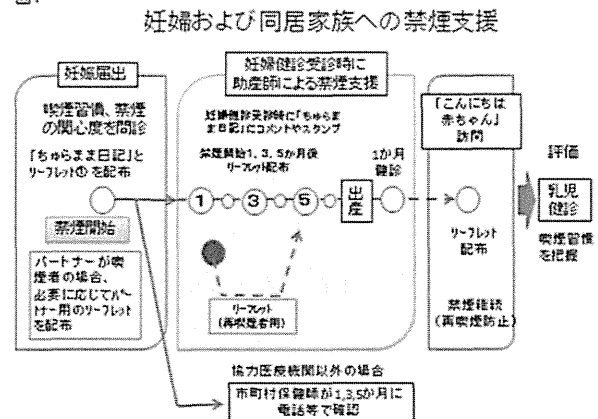 妊婦および同居家族への禁煙支援
妊娠届出
喫煙習慣、禁煙
の関心度を問診
「ちゅらまま日記」と
リーフレット①を配布
禁煙開始
パートナーが喫
煙者の場合、
必要に応じてパー
トナー用のリーフレット
を配布
妊婦健診受診時に
助産師による禁煙支援
妊婦健診受診時に「ちゅらま
ま日記」にコメントやスタンプ
禁煙開始1,3,5か月後
リーフレット配布
1
3
5
出産
1か月
健診
リーフレット
(再喫煙者用)
「こんにちは
赤ちゃん」
訪問
リーフレット
配布
禁煙継続
(再喫煙防止)
評価
乳児
健診
喫煙習慣
を把握
協力医療機関以外の場合
市町村保健師が1,3,5か月に
電話等で確認